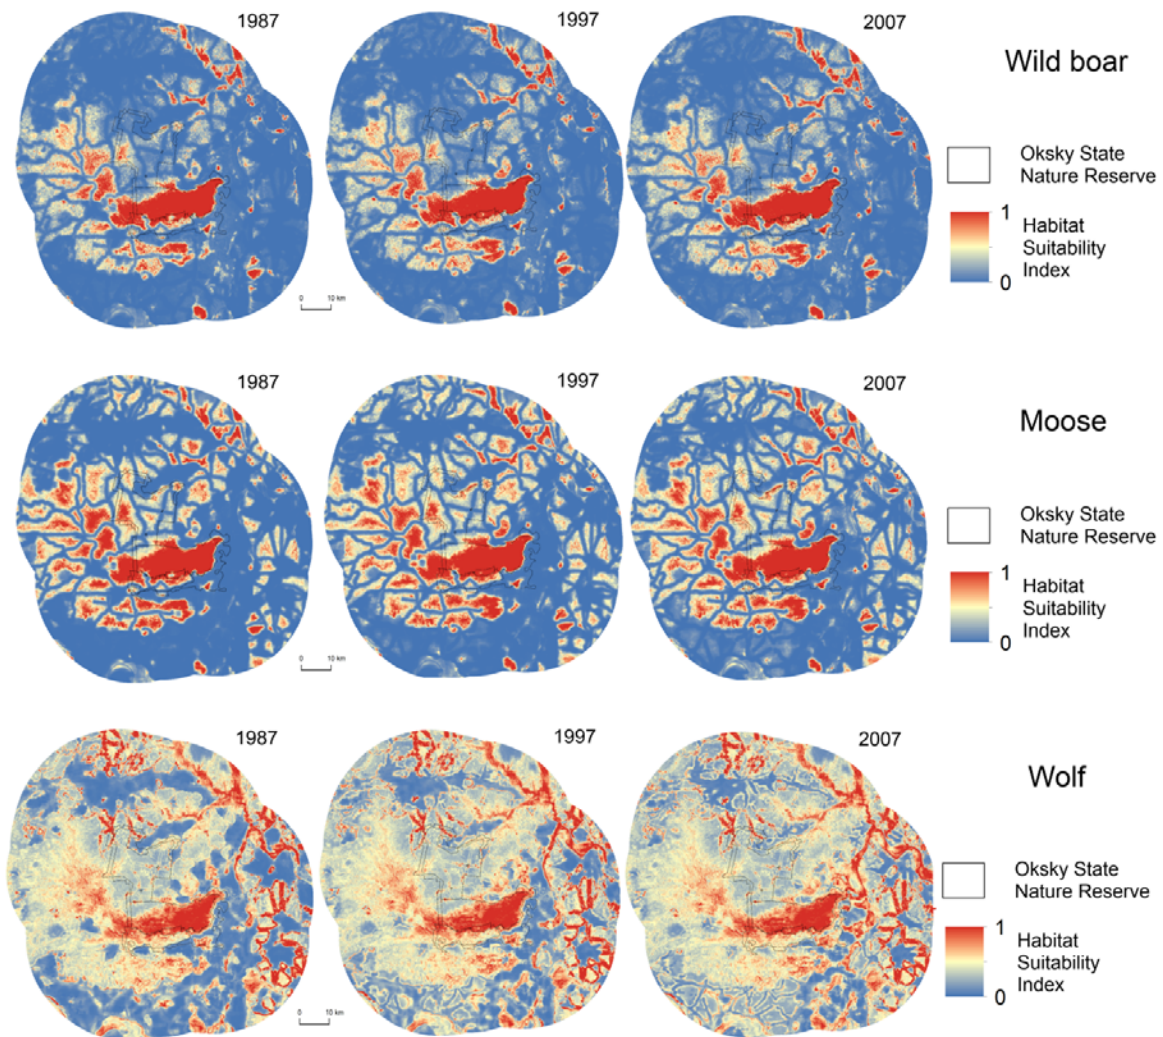 1987
1997
2007
Wild boar
Oksky State
Nature Reserve
1
0
Habitat
Suitability
Index
0 10 km
1987
1997
2007
Moose
Oksky State
Nature Reserve
1
0
Habitat
Suitability
Index
0 10 km
1987
1997
2007
Wolf
Oksky State
Nature Reserve
1
0
Habitat
Suitability
Index
0 10 km